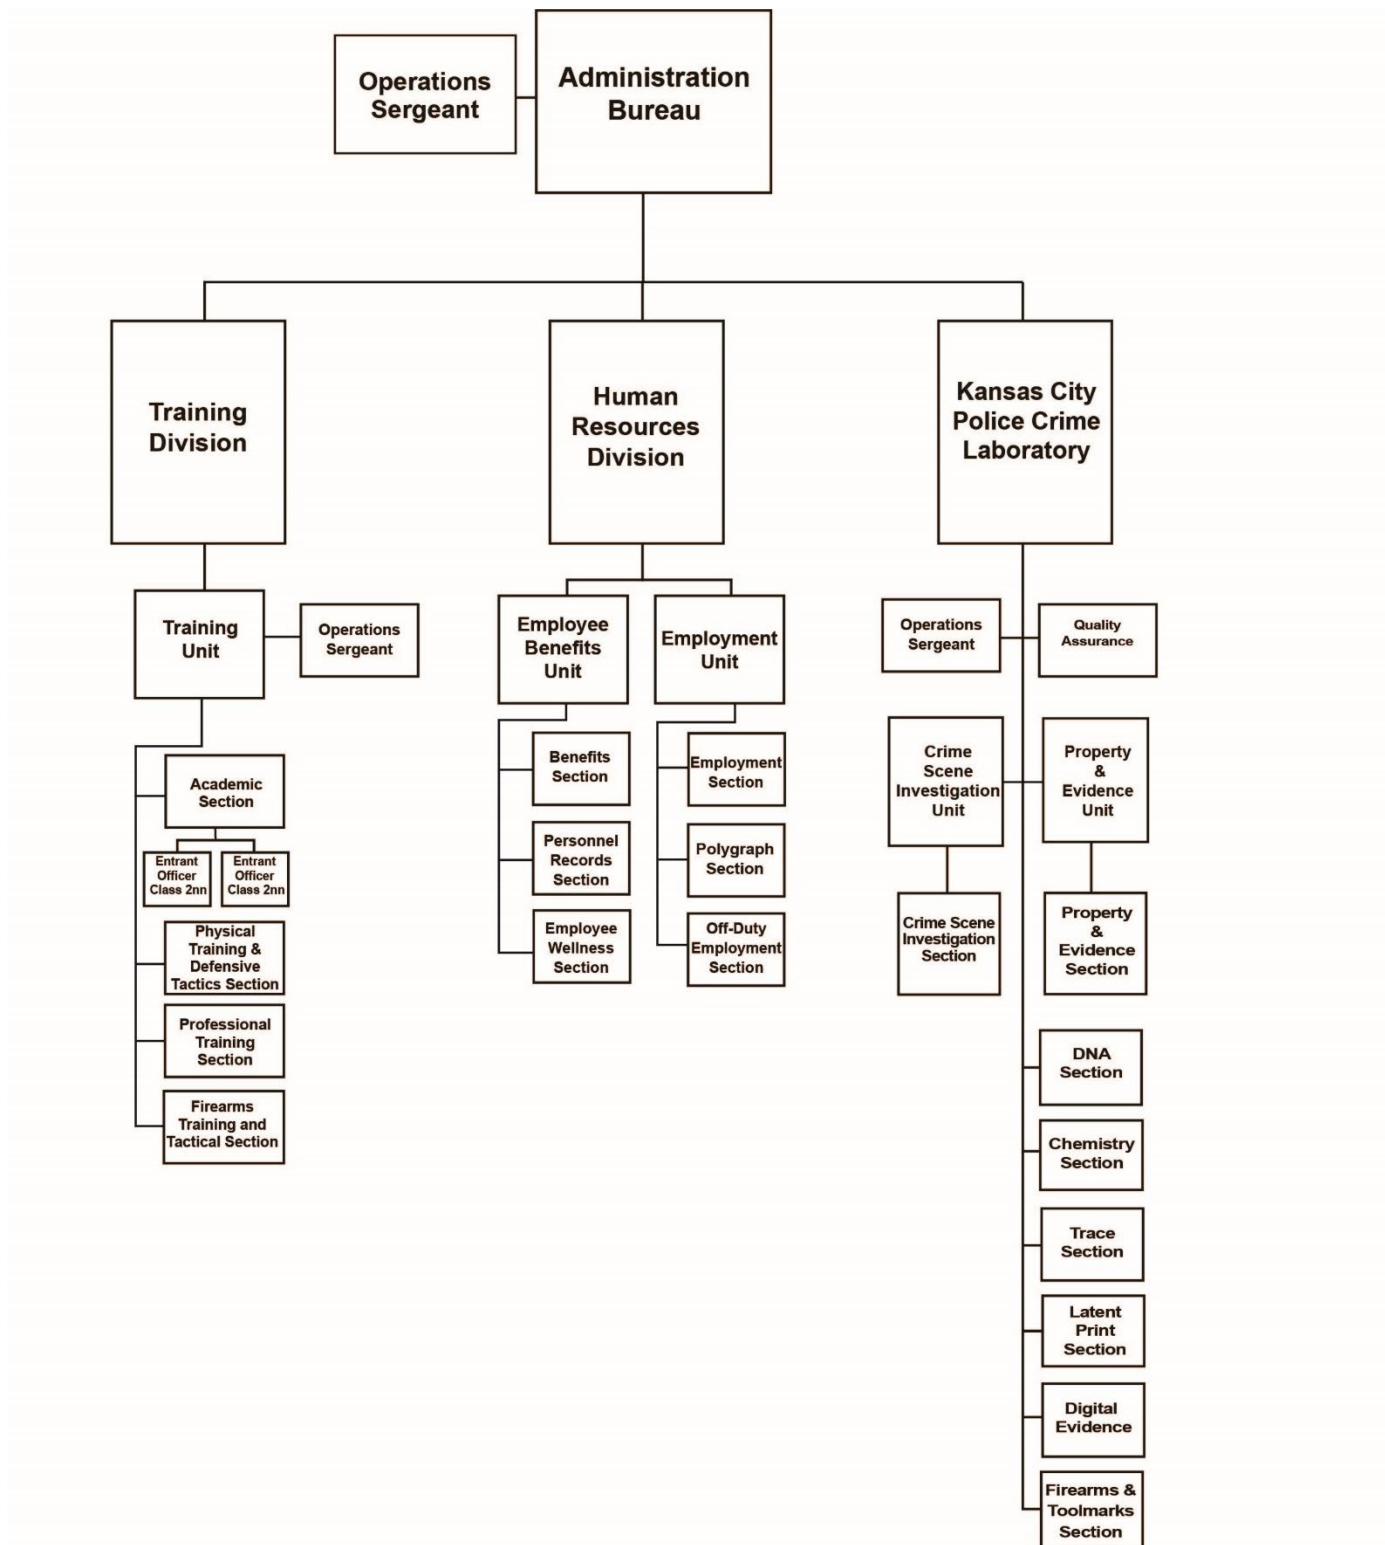 Operations
Sergeant
Administration
Bureau
Training
Division
Human
Resources
Division
Kansas City
Police Crime
Laboratory
Training
Unit
Operations
Sergeant
Employee
Benefits
Unit
Employment
Unit
Operations
Sergeant
Quality
Assurance
Academic
Section
Entrant
Officer
Class 2nn
Entrant
Officer
Class 2nn
Physical
Training &
Defensive
Tactics Section
Professional
Training
Section
Firearms
Training and
Tactical Section
Benefits
Section
Personnel
Records
Section
Employee
Wellness
Section
Employment
Section
Polygraph
Section
Off-Duty
Employment
Section
Crime
Scene
Investigation
Unit
Property
&
Evidence
Unit
Crime Scene
Investigation
Section
Property
&
Evidence
Section
DNA
Section
Chemistry
Section
Trace
Section
Latent
Print
Section
Digital
Evidence
Firearms &
Toolmarks
Section